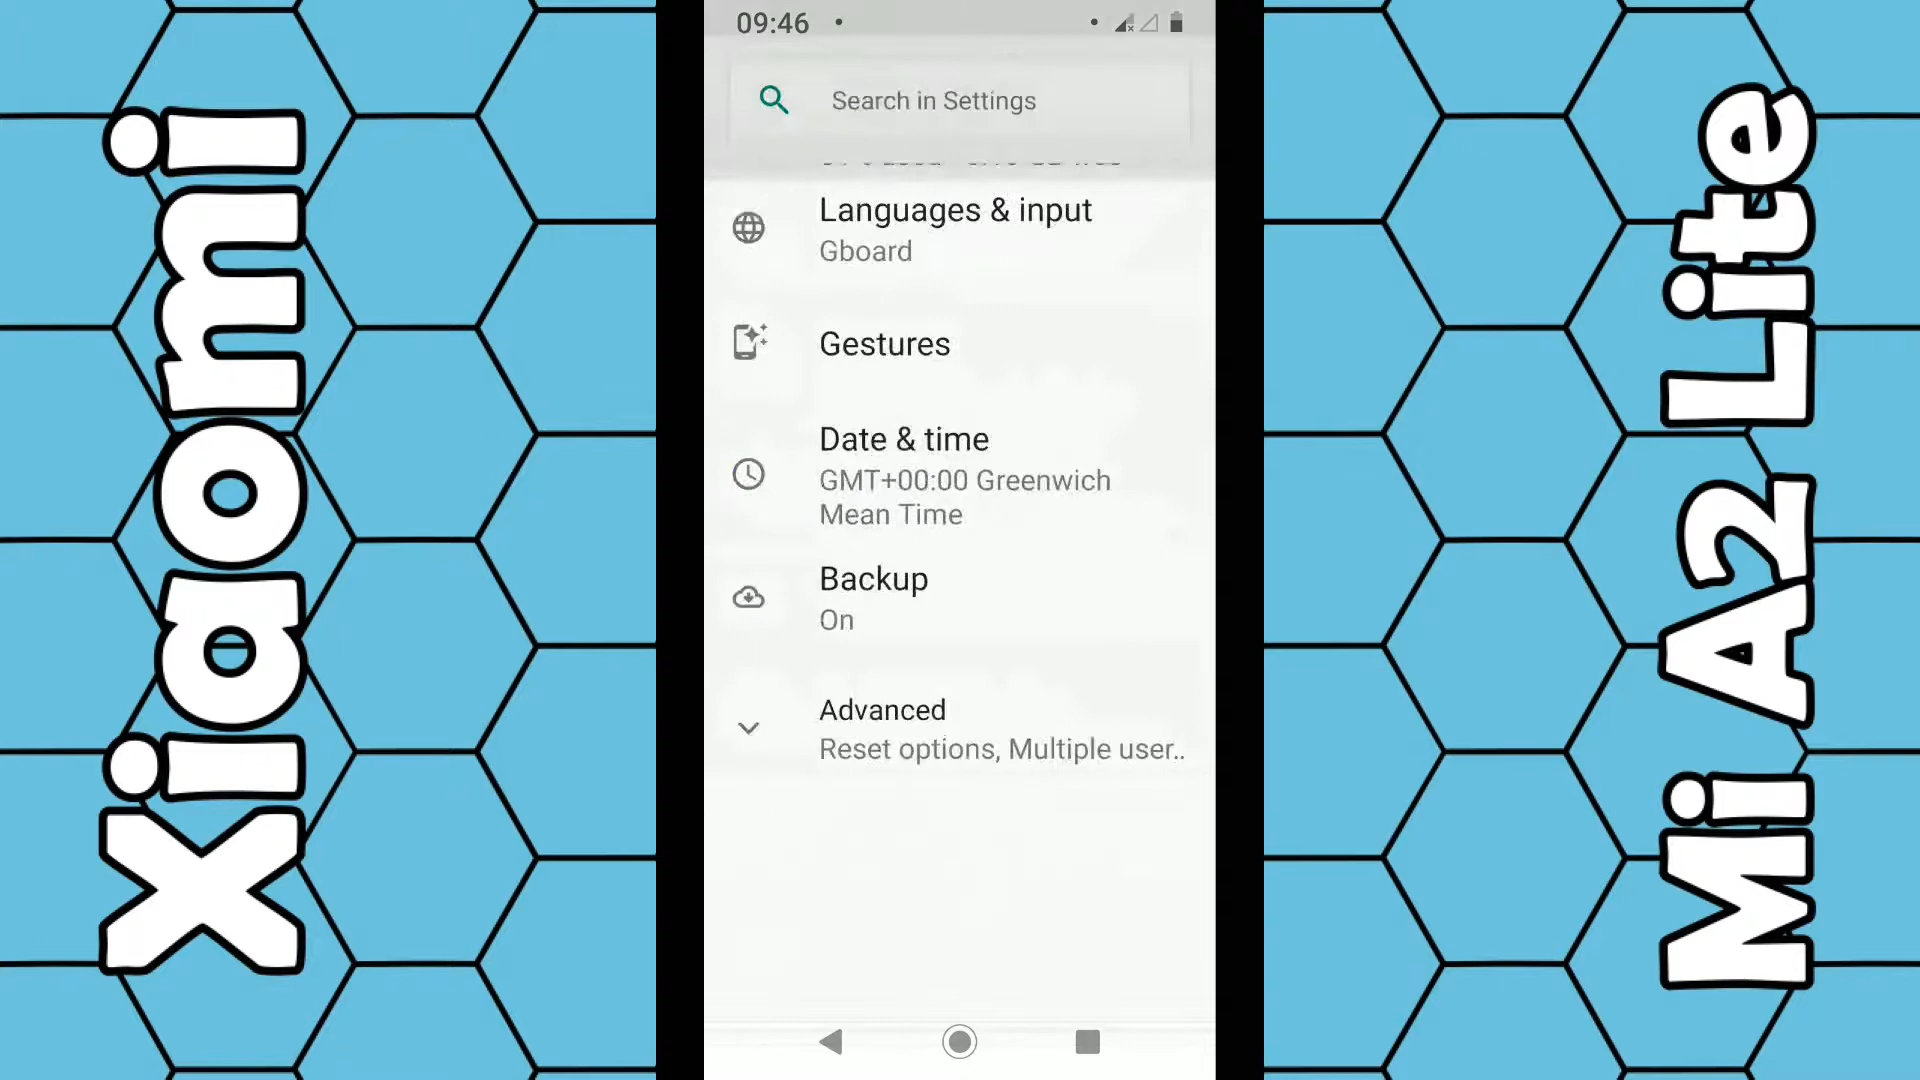 Xiaomi
09:46
Search in Settings
Languages & input
Gboard
Gestures
Date & time
GMT+00:00 Greenwich
Mean Time
Backup
On
Advanced
Reset options, Multiple user..
Mi A2 Lite